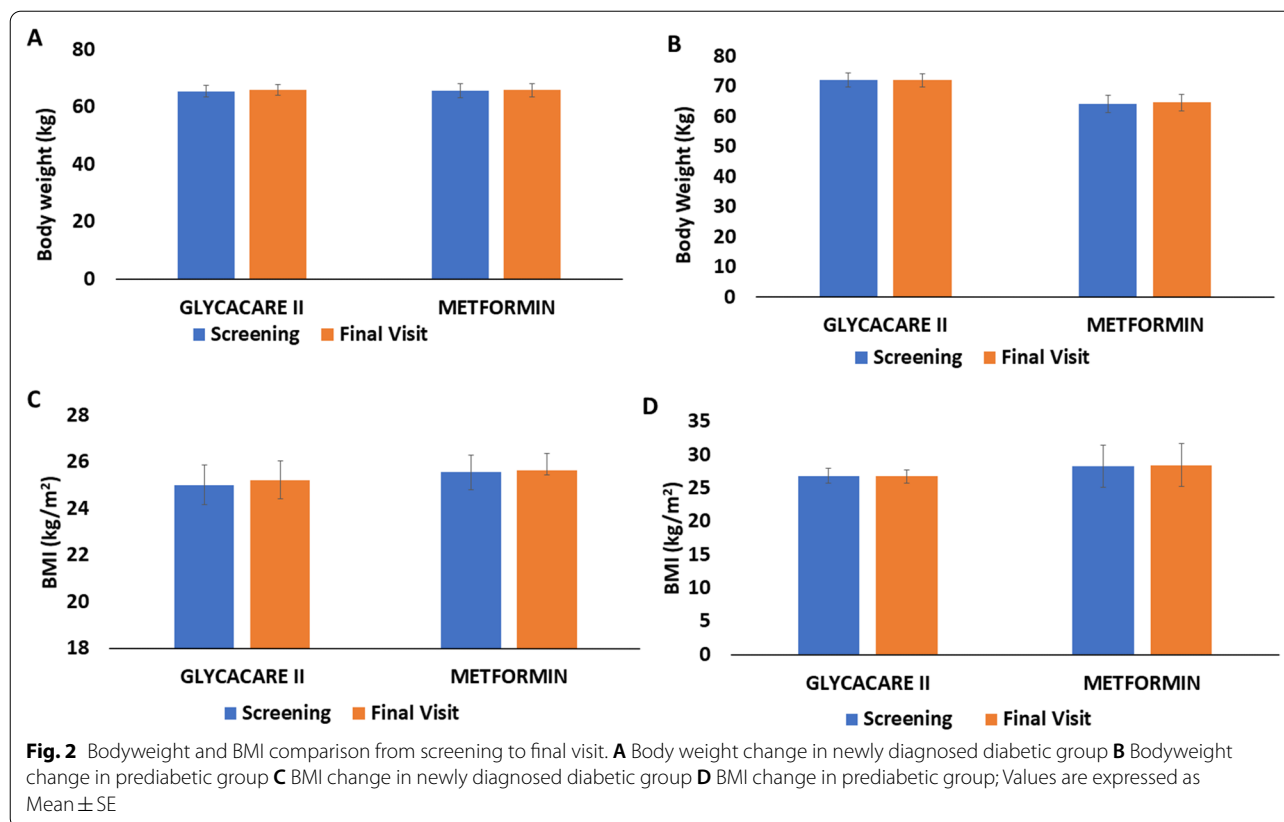 A
80
60
40
20
0
Body weight (kg)
GLYCACARE II METFORMIN
Screening Final Visit
B
80
70
60
50
40
30
20
10
0
Body Weight (Kg)
GLYCACARE II METFORMIN
Screening Final Visit
C
28
26
24
22
20
18
BMI (kg/m²)
GLYCACARE II METFORMIN
Screening Final Visit
D
35
30
25
20
15
10
5
0
BMI (kg/m²)
GLYCACARE II METFORMIN
Screening Final Visit
Fig. 2 Bodyweight and BMI comparison from screening to final visit. A Body weight change in newly diagnosed diabetic group B Bodyweight
change in prediabetic group C BMI change in newly diagnosed diabetic group D BMI change in prediabetic group; Values are expressed as
Mean ± SE